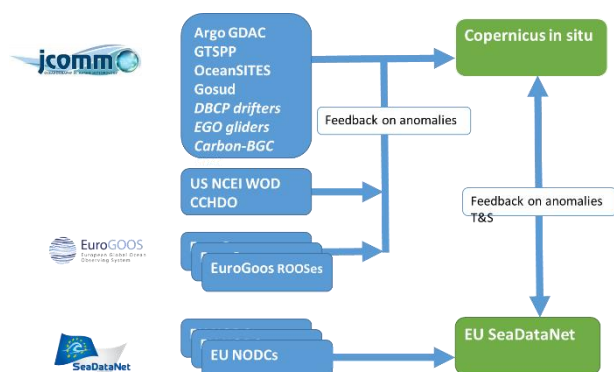 jcomm
Argo GDAC
GTSPP
OceanSITES
Gosud
DBCP drifters
EGO gliders
Carbon-BGC
Copernicus in situ
Feedback on anomalies
US NCEI WOD
CCHDO
Feedback on anomalies
T&S
EuroGOOS
European Global Ocean
Observing System
EuroGoos ROOSes
EU NODCs
EU SeaDataNet
SeaDataNet